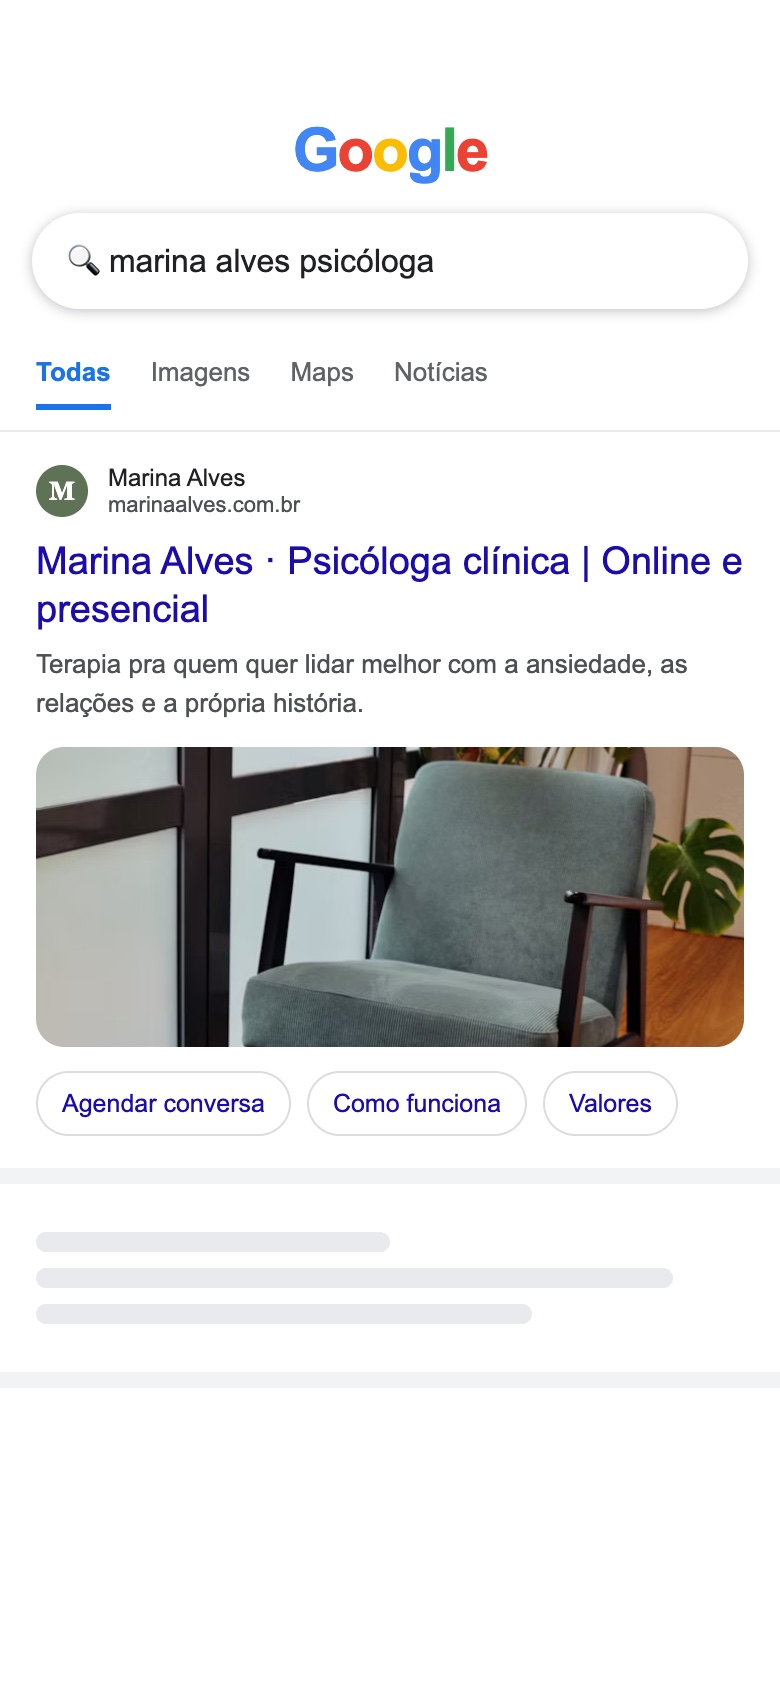 Google
marina alves psicóloga
Todas Imagens Maps Notícias
M
Marina Alves
marinaalves.com.br
Marina Alves · Psicóloga clínica | Online e
presencial
Terapia pra quem quer lidar melhor com a ansiedade, as
relações e a própria história.
Agendar conversa Como funciona Valores